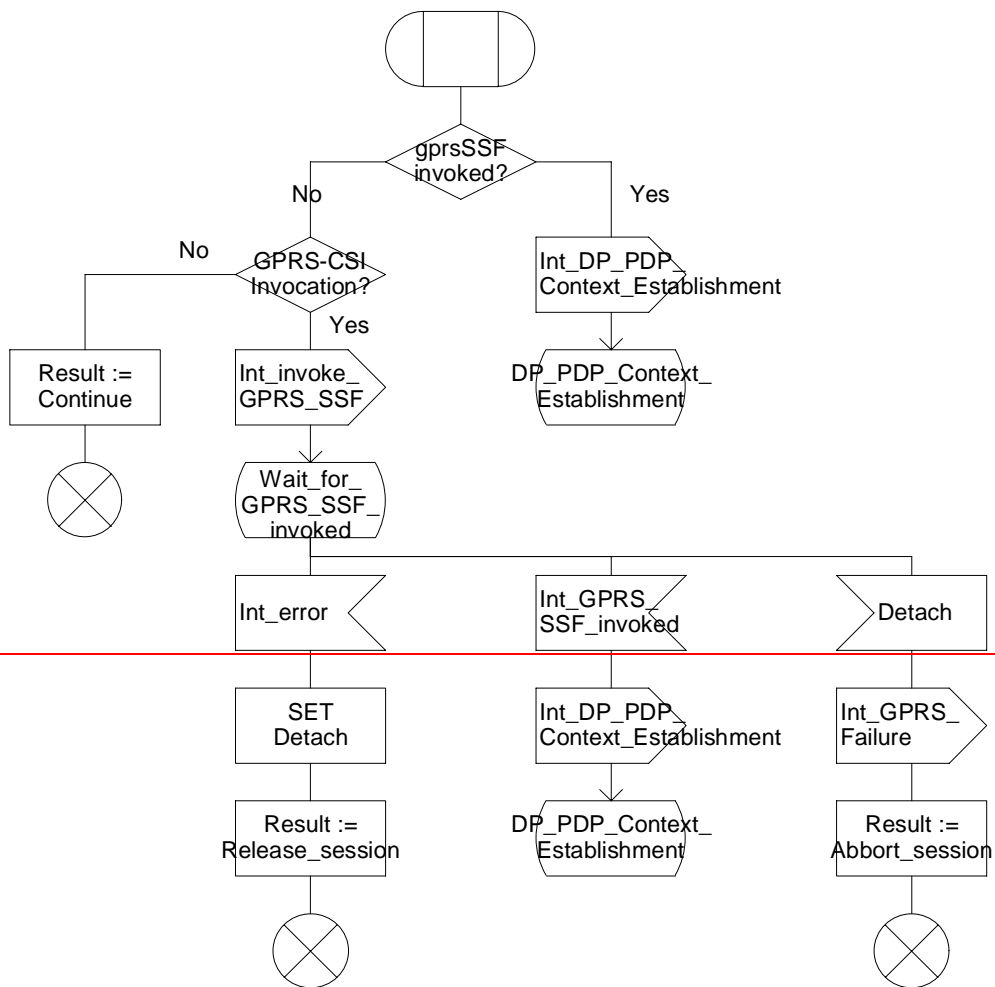 gprsSSF
invoked?
No
Yes
No
GPRS-CSI
Invocation?
Int_DP_PDP_
Context_Establishment
Yes
Result :=
Continue
Int_invoke_
GPRS_SSF
DP_PDP_Context_
Establishment
Wait_for_
GPRS_SSF_
invoked
Int_error
Int_GPRS_
SSF_invoked
Detach
SET
Detach
Int_DP_PDP_
Context_Establishment
Int_GPRS_
Failure
Result :=
Release_session
DP_PDP_Context_
Establishment
Result :=
Abbort_session